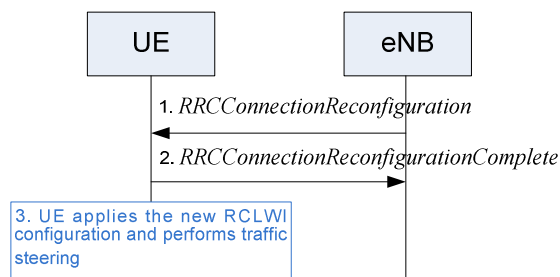 UE
eNB
1. RRCConnectionReconfiguration
2. RRCConnectionReconfigurationComplete
3. UE applies the new RCLWI
configuration and performs traffic
steering